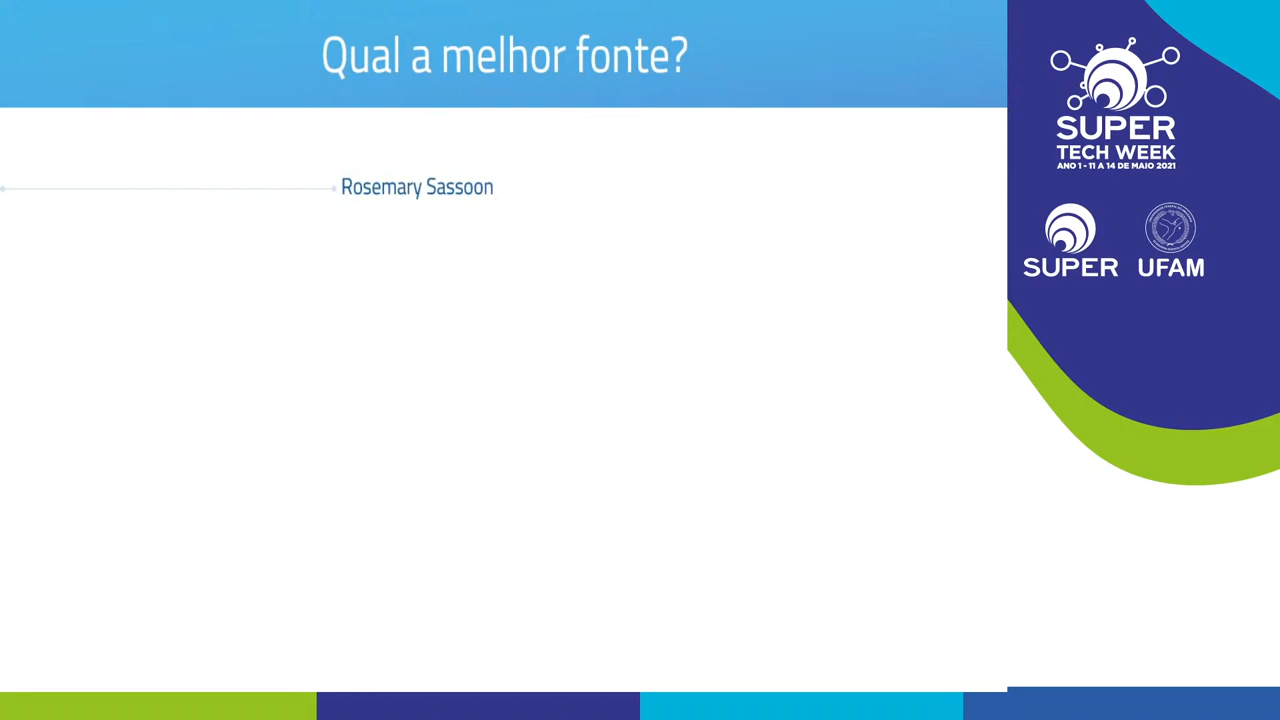 Qual a melhor fonte?
Rosemary Sassoon
SUPER
TECH WEEK
ANO 1 - 11 A 14 DE MAIO 2021
SUPER
UFAM